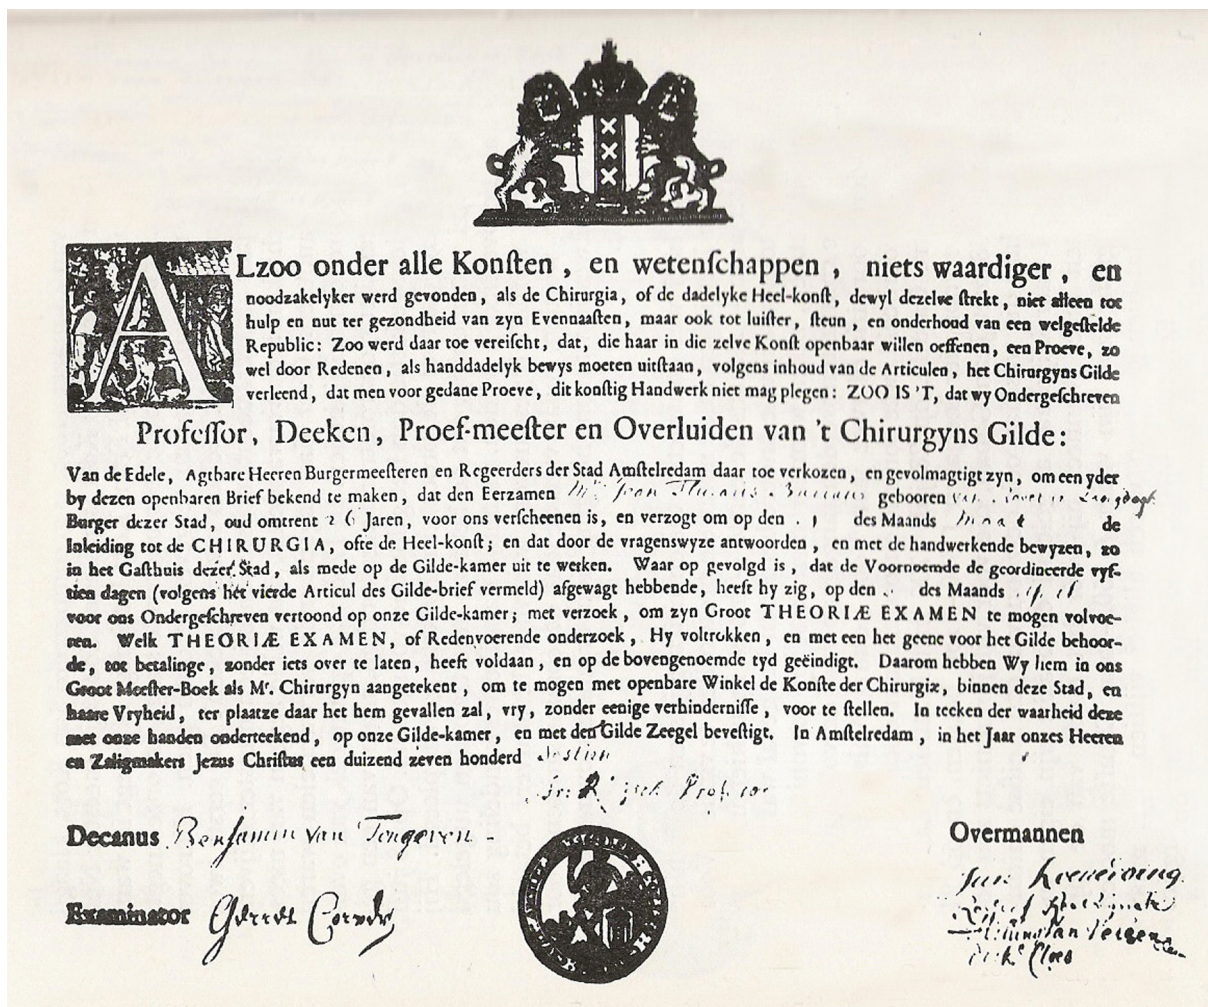 ALzoo onder alle Konſten, en wetenſchappen, niets waardiger, en
noodzakelyker werd gevonden, als de Chirurgia, of de dadelyke Heel-konſt, dewyl dezelve ſtrekt, niet alleen tot
hulp en nut ter gezondheid van zyn Evennaaſten, maar ook tot luiſter, ſteun, en onderhoud van een welgeſtelde
Republic: Zoo werd daar toe vereiſcht, dat, die haar in die zelve Konſt openbaar willen oeffenen, een Proeve, zo
wel door Redenen, als handdadelyk bewys moeten uitſtaan, volgens inhoud van de Articulen, het Chirurgyns Gilde
verleend, dat men voor gedane Proeve, dit konſtig Handwerk niet mag plegen: ZOO IS 'T, dat wy Ondergeſchreven
Profeſſor, Deeken, Proef-meeſter en Overluiden van 't Chirurgyns Gilde:
Van de Edele, Agtbare Heeren Burgermeeſteren en Regeerders der Stad Amſtelredam daar toe verkozen, en gevolmagtigt zyn, om een yder
by dezen openbaren Brief bekend te maken, dat den Eerzamen Jean gebooren van
Burger dezer Stad, oud omtrent 26 Jaren, voor ons verſcheenen is, en verzogt om op den des Maands de
Inleiding tot de CHIRURGIA, ofte de Heel-konſt; en dat door de vragenswyze antwoorden, en met de handwerkende bewyzen, zo
in het Gaſthuis dezer Stad, als mede op de Gilde-kamer uit te werken. Waar op gevolgd is, dat de Voornoemde de geordineerde vyf-
tien dagen (volgens het vierde Articul des Gilde-brief vermeld) afgewagt hebbende, heeft hy zig, op den des Maands
voor ons Ondergeſchreven vertoond op onze Gilde-kamer; met verzoek, om zyn Groot THEORIÆ EXAMEN te mogen volvoe-
ren. Welk THEORIÆ EXAMEN, of Redenvoerende onderzoek, Hy voltrokken, en met een het geene voor het Gilde behoor-
de, tot betalinge, zonder iets over te laten, heeft voldaan, en op de bovengenoemde tyd geëindigt. Daarom hebben Wy hem in ons
Groot Meeſter-Boek als Mr. Chirurgyn aangetekent, om te mogen met openbare Winkel de Konſte der Chirurgiæ, binnen deze Stad, en
haare Vryheid, ter plaatze daar het hem gevallen zal, vry, zonder eenige verhinderniſſe, voor te ſtellen. In teeken der waarheid deze
met onze handen onderteekend, op onze Gilde-kamer, en met den Gilde Zeegel beveſtigt. In Amſtelredam, in het Jaar onzes Heeren
en Zaligmakers Jezus Chriſtus een duizend zeven honderd
Professor
Decanus Benjamin van Tongeren
Overmannen
Jan
Examinator Gerret
Cloes